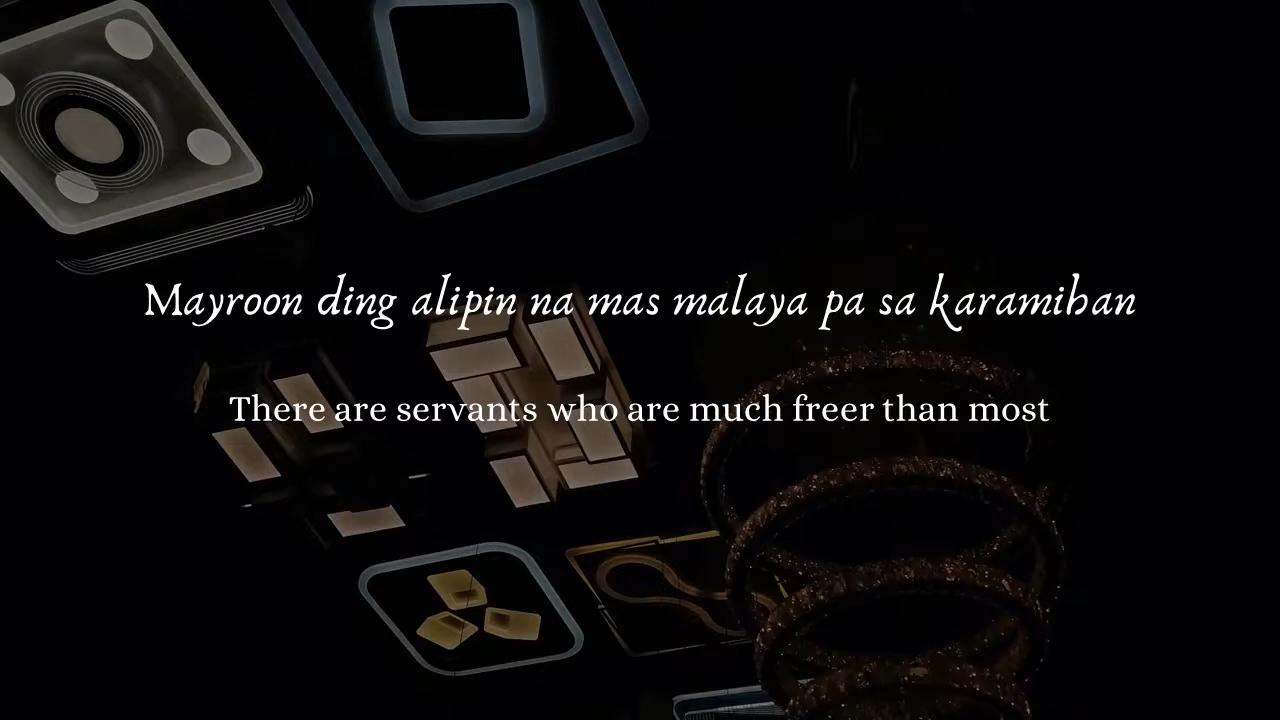 Mayroon ding alipin na mas malaya pa sa karamihan
There are servants who are much freer than most